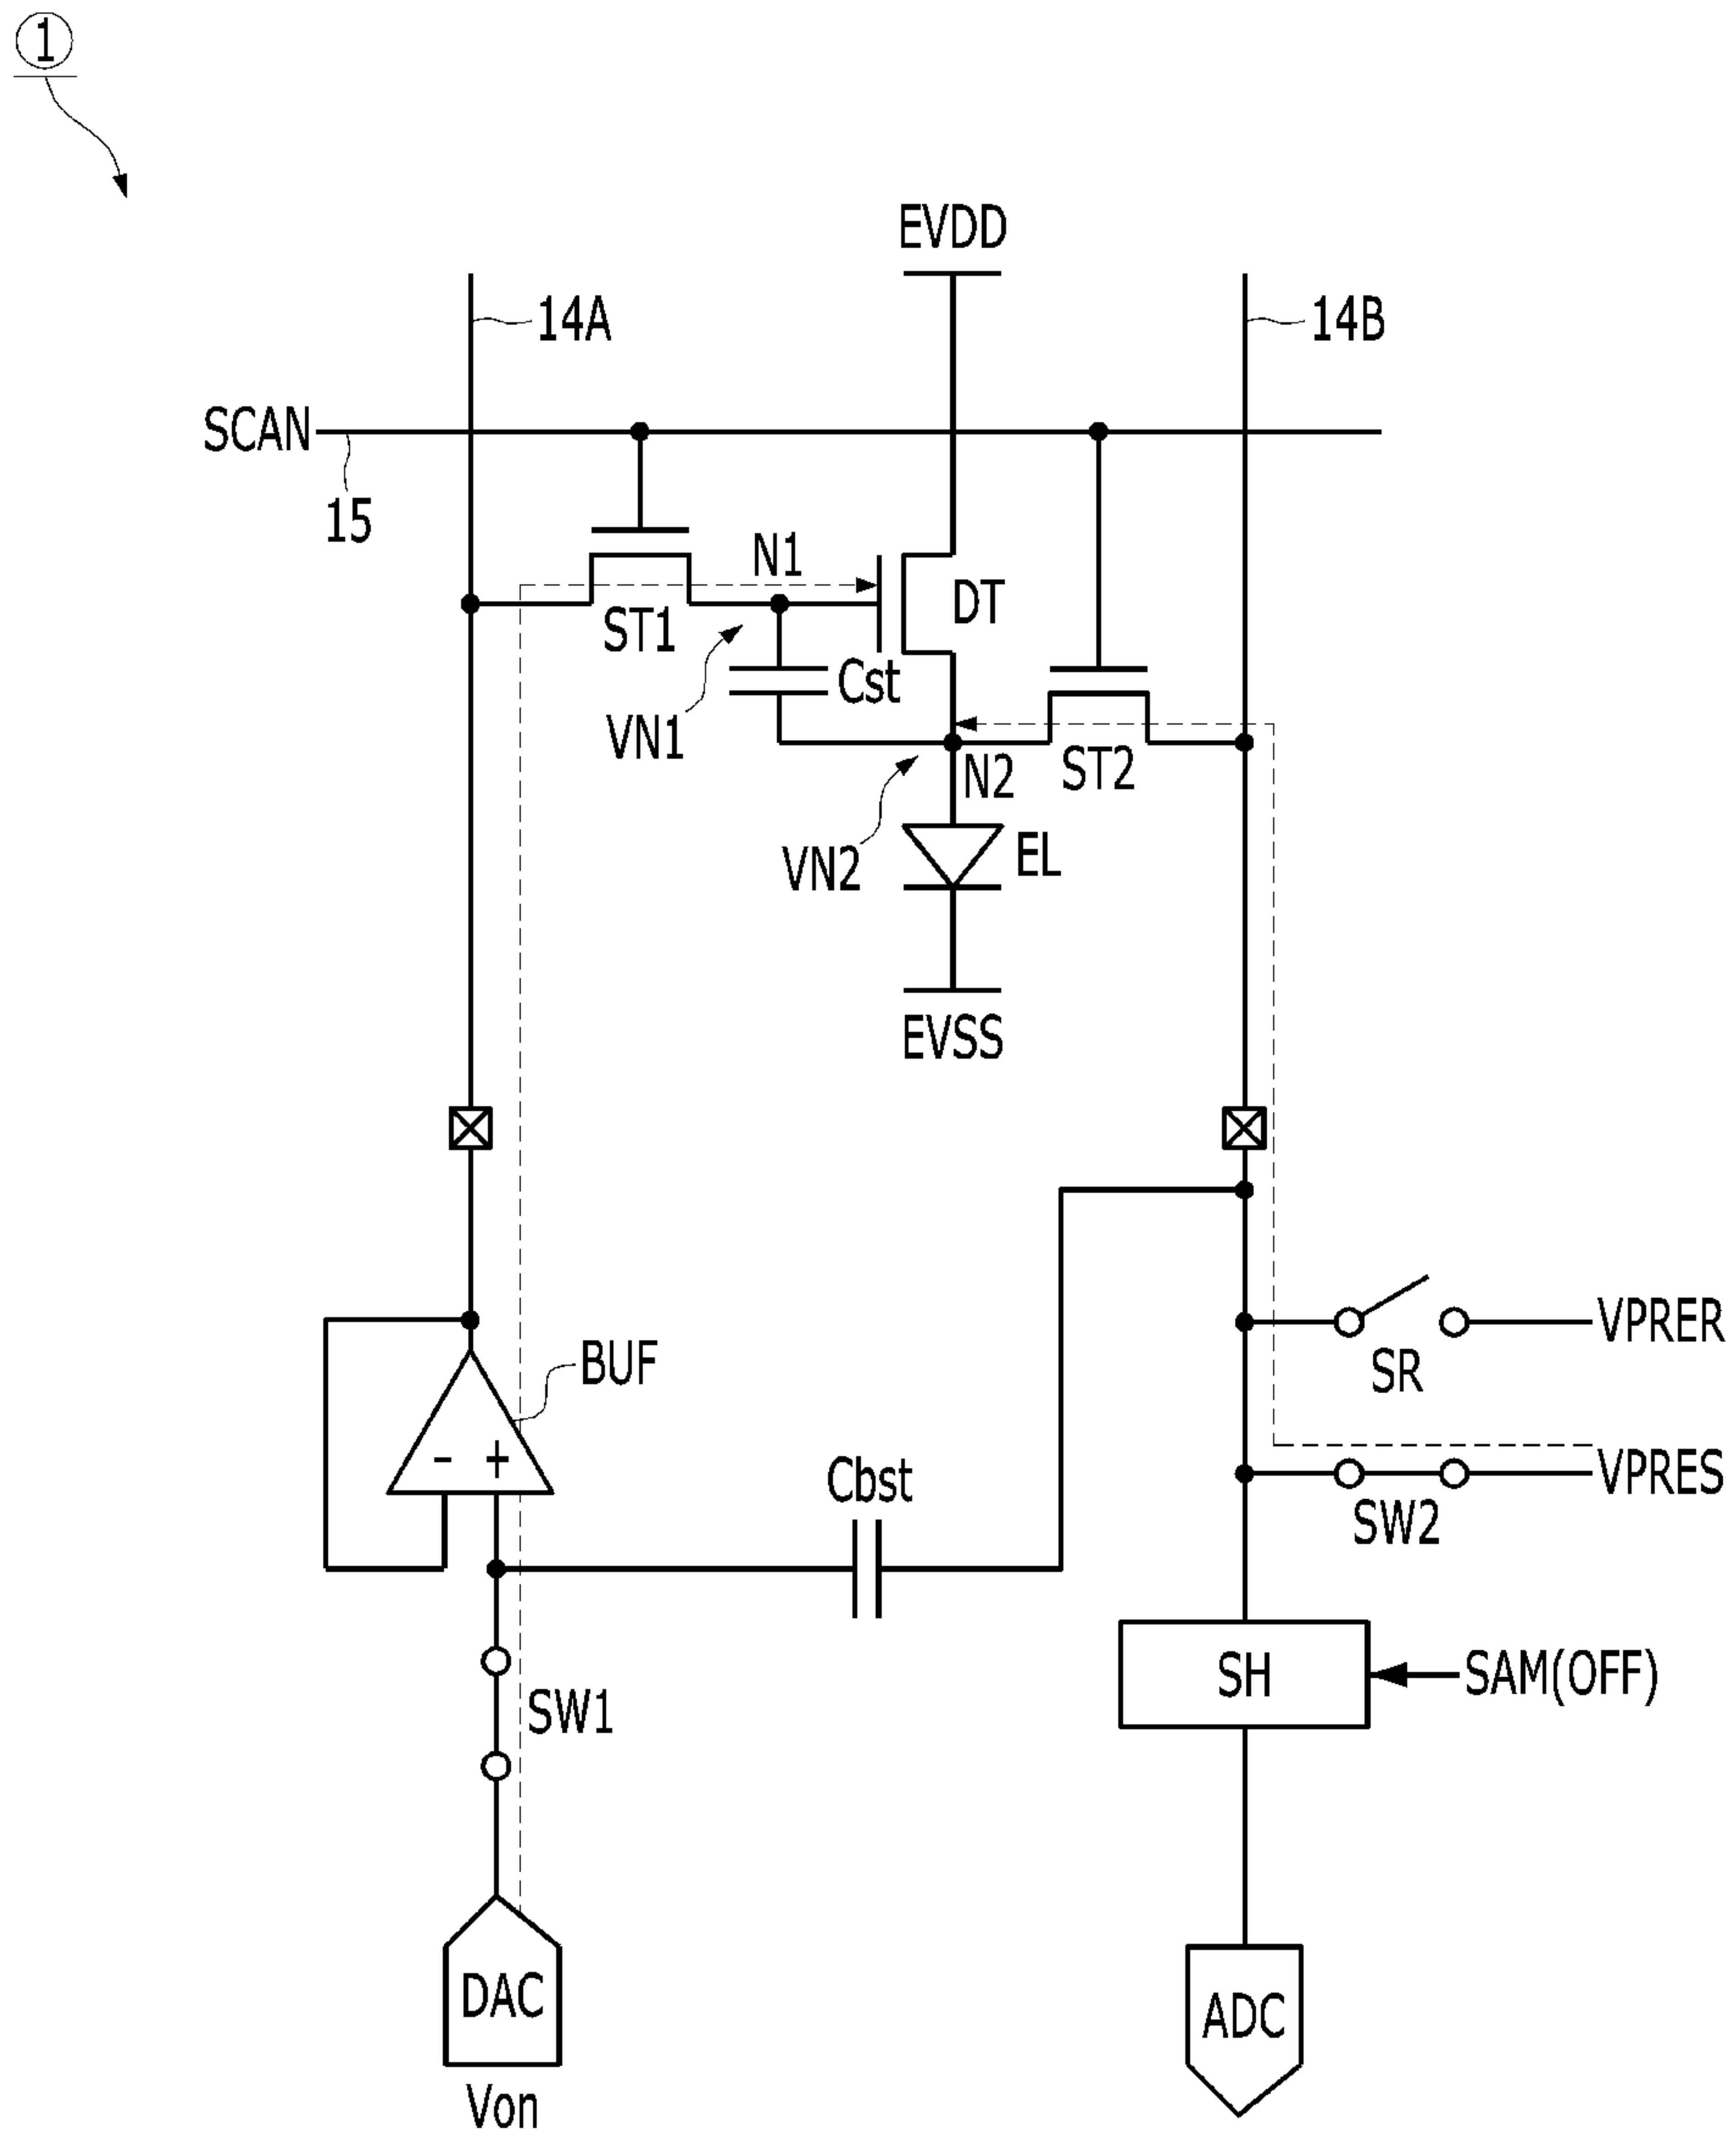 1
EVDD
14A
14B
SCAN
15
N1
DT
ST1
Cst
VN1
ST2
N2
VN2
EL
EVSS
VPRER
BUF
SR
- +
Cbst
VPRES
SW2
SH
SAM(OFF)
SW1
DAC
ADC
Von